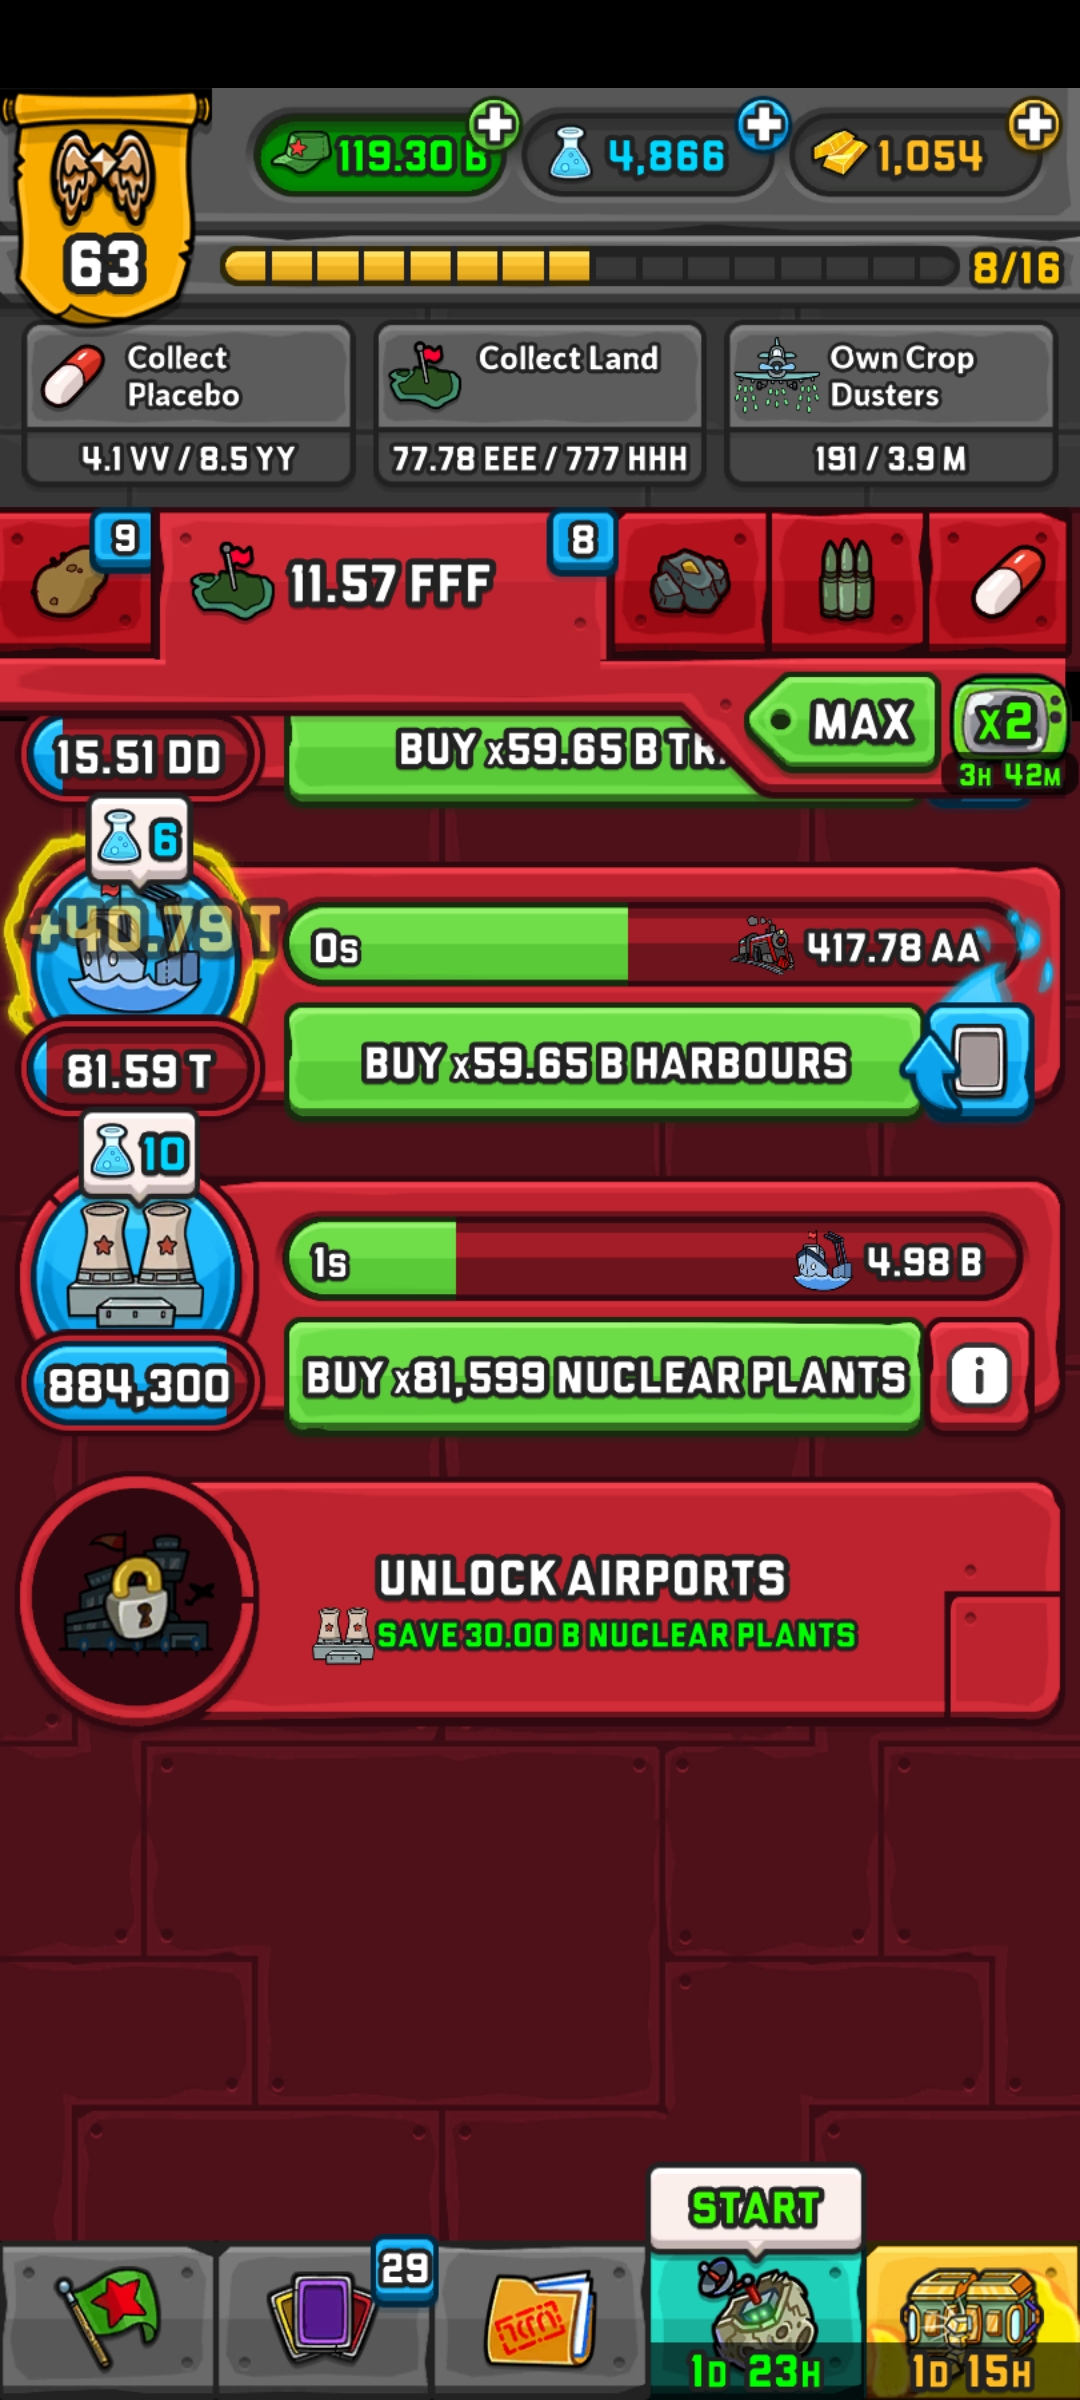 119.30 B
4,866
1,054
63
8/16
Collect
Placebo
4.1 VV / 8.5 YY
Collect Land
77.78 EEE / 777 HHH
Own Crop
Dusters
191 / 3.9 M
9
11.57 FFF
8
MAX
x2
3H 42M
15.51 DD
BUY x59.65 B
6
+40.79 T
0s
417.78 AA
81.59 T
BUY x59.65 B HARBOURS
10
1s
4.98 B
884,300
BUY x81,599 NUCLEAR PLANTS
i
UNLOCK AIRPORTS
SAVE 30.00 B NUCLEAR PLANTS
START
29
1D 23H
1D 15H